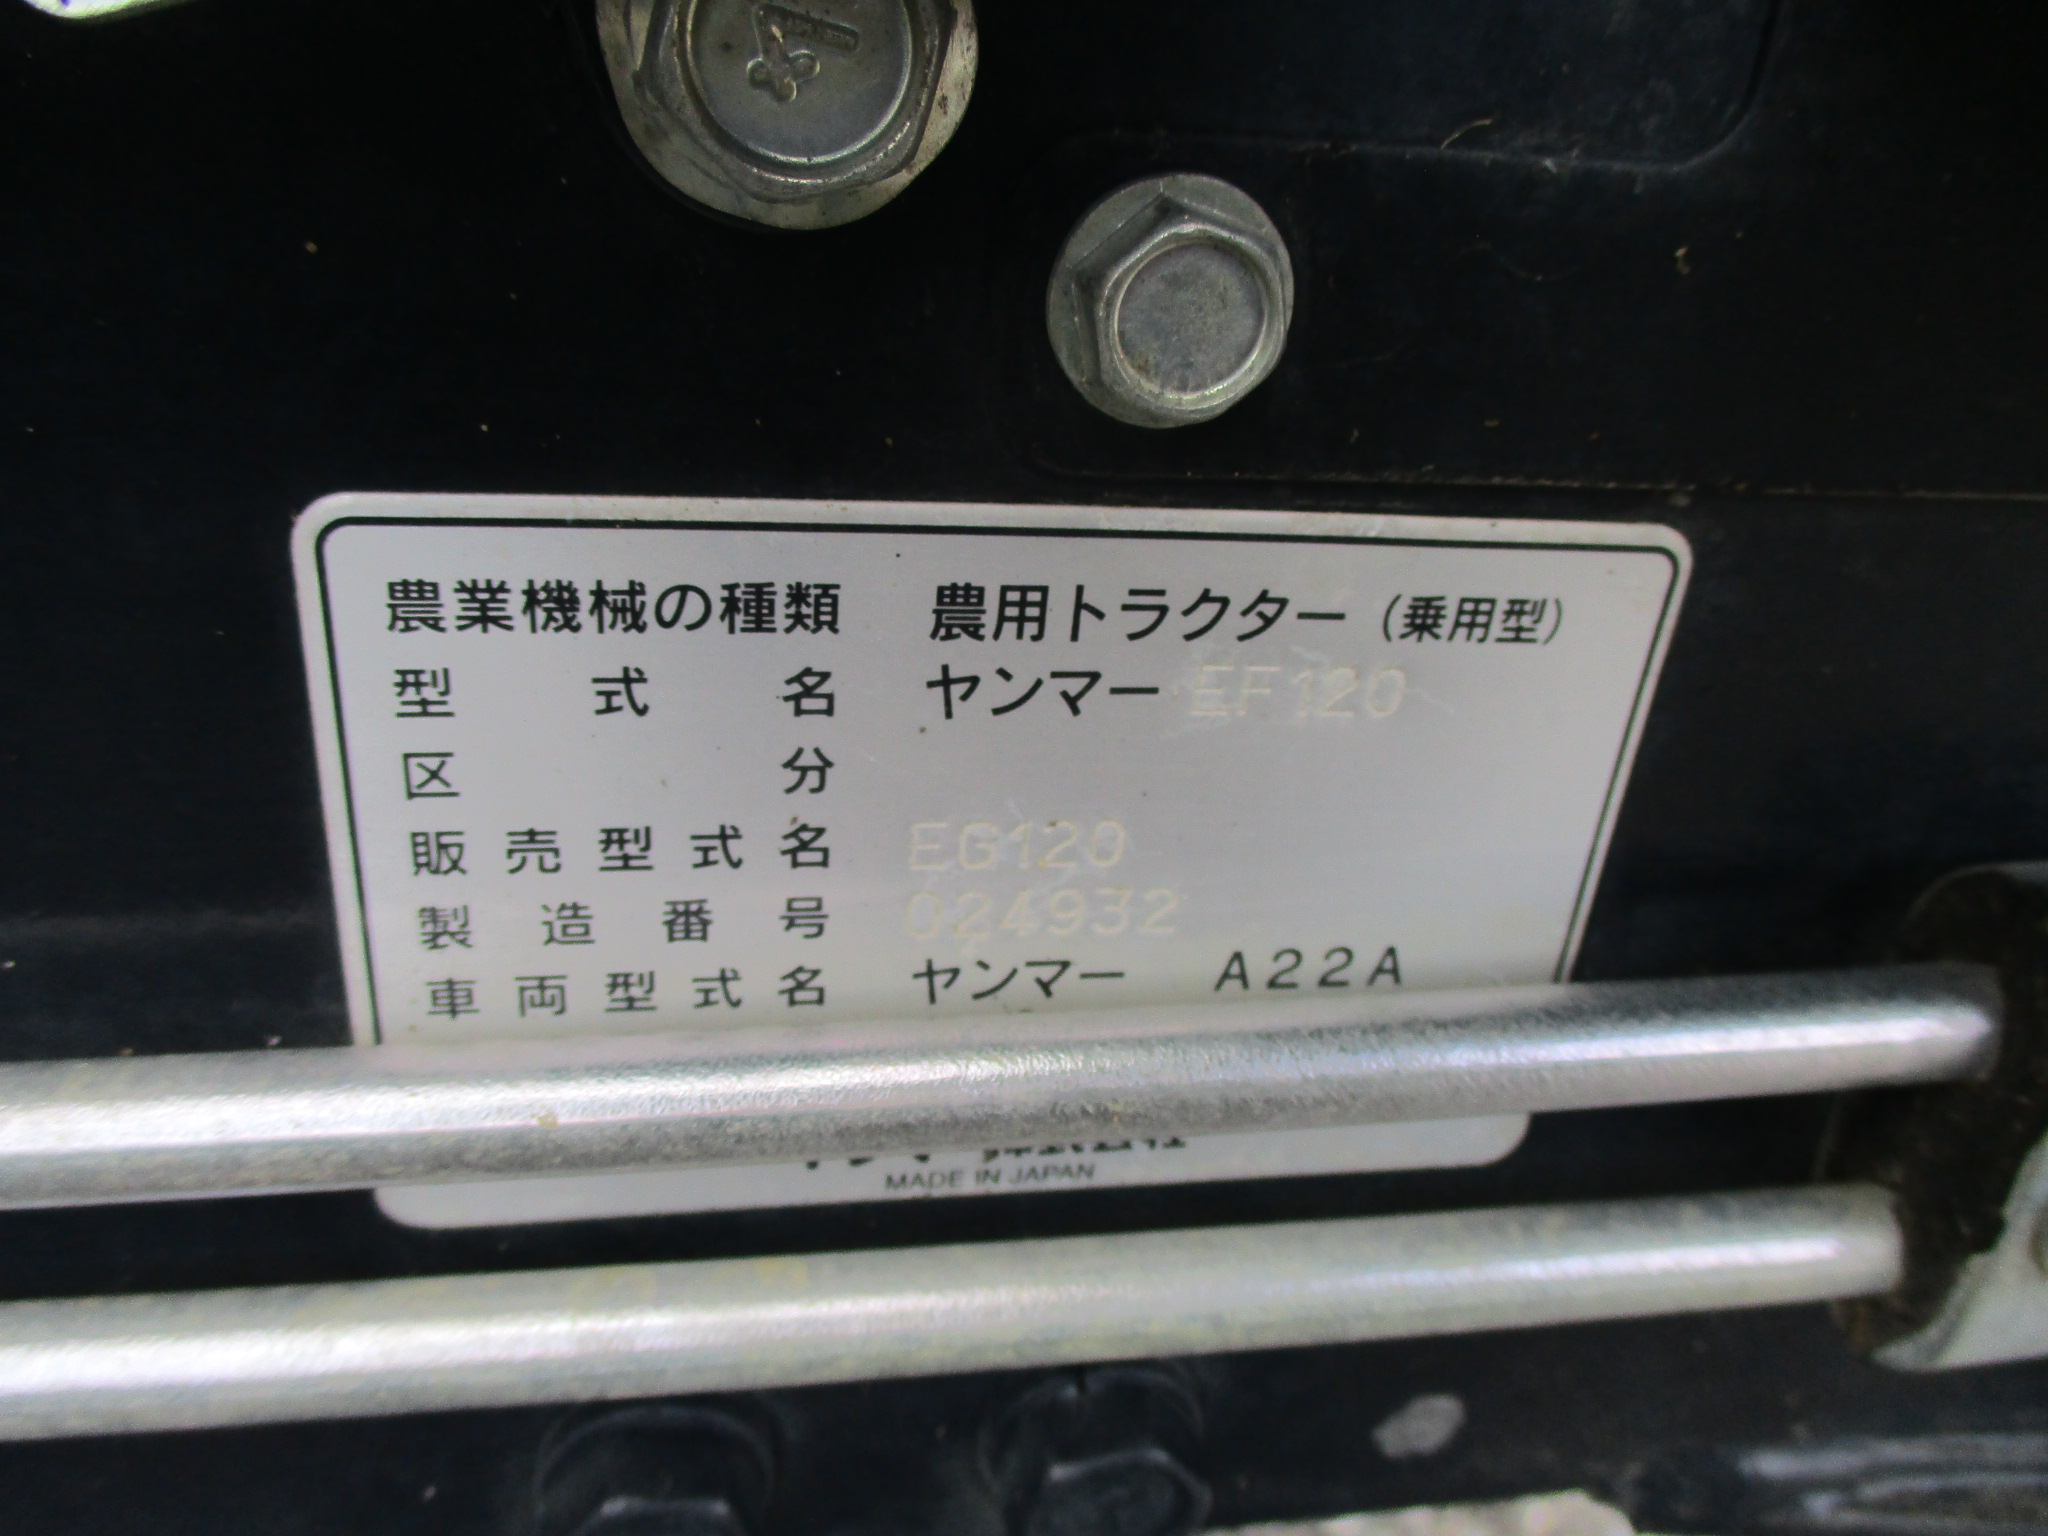 4
農業機械の種類 農用トラクター（乗用型）
型式名 ヤンマー EF120
区分
販売型式名 EG120
製造番号 024932
車両型式名 ヤンマー A22A
MADE IN JAPAN